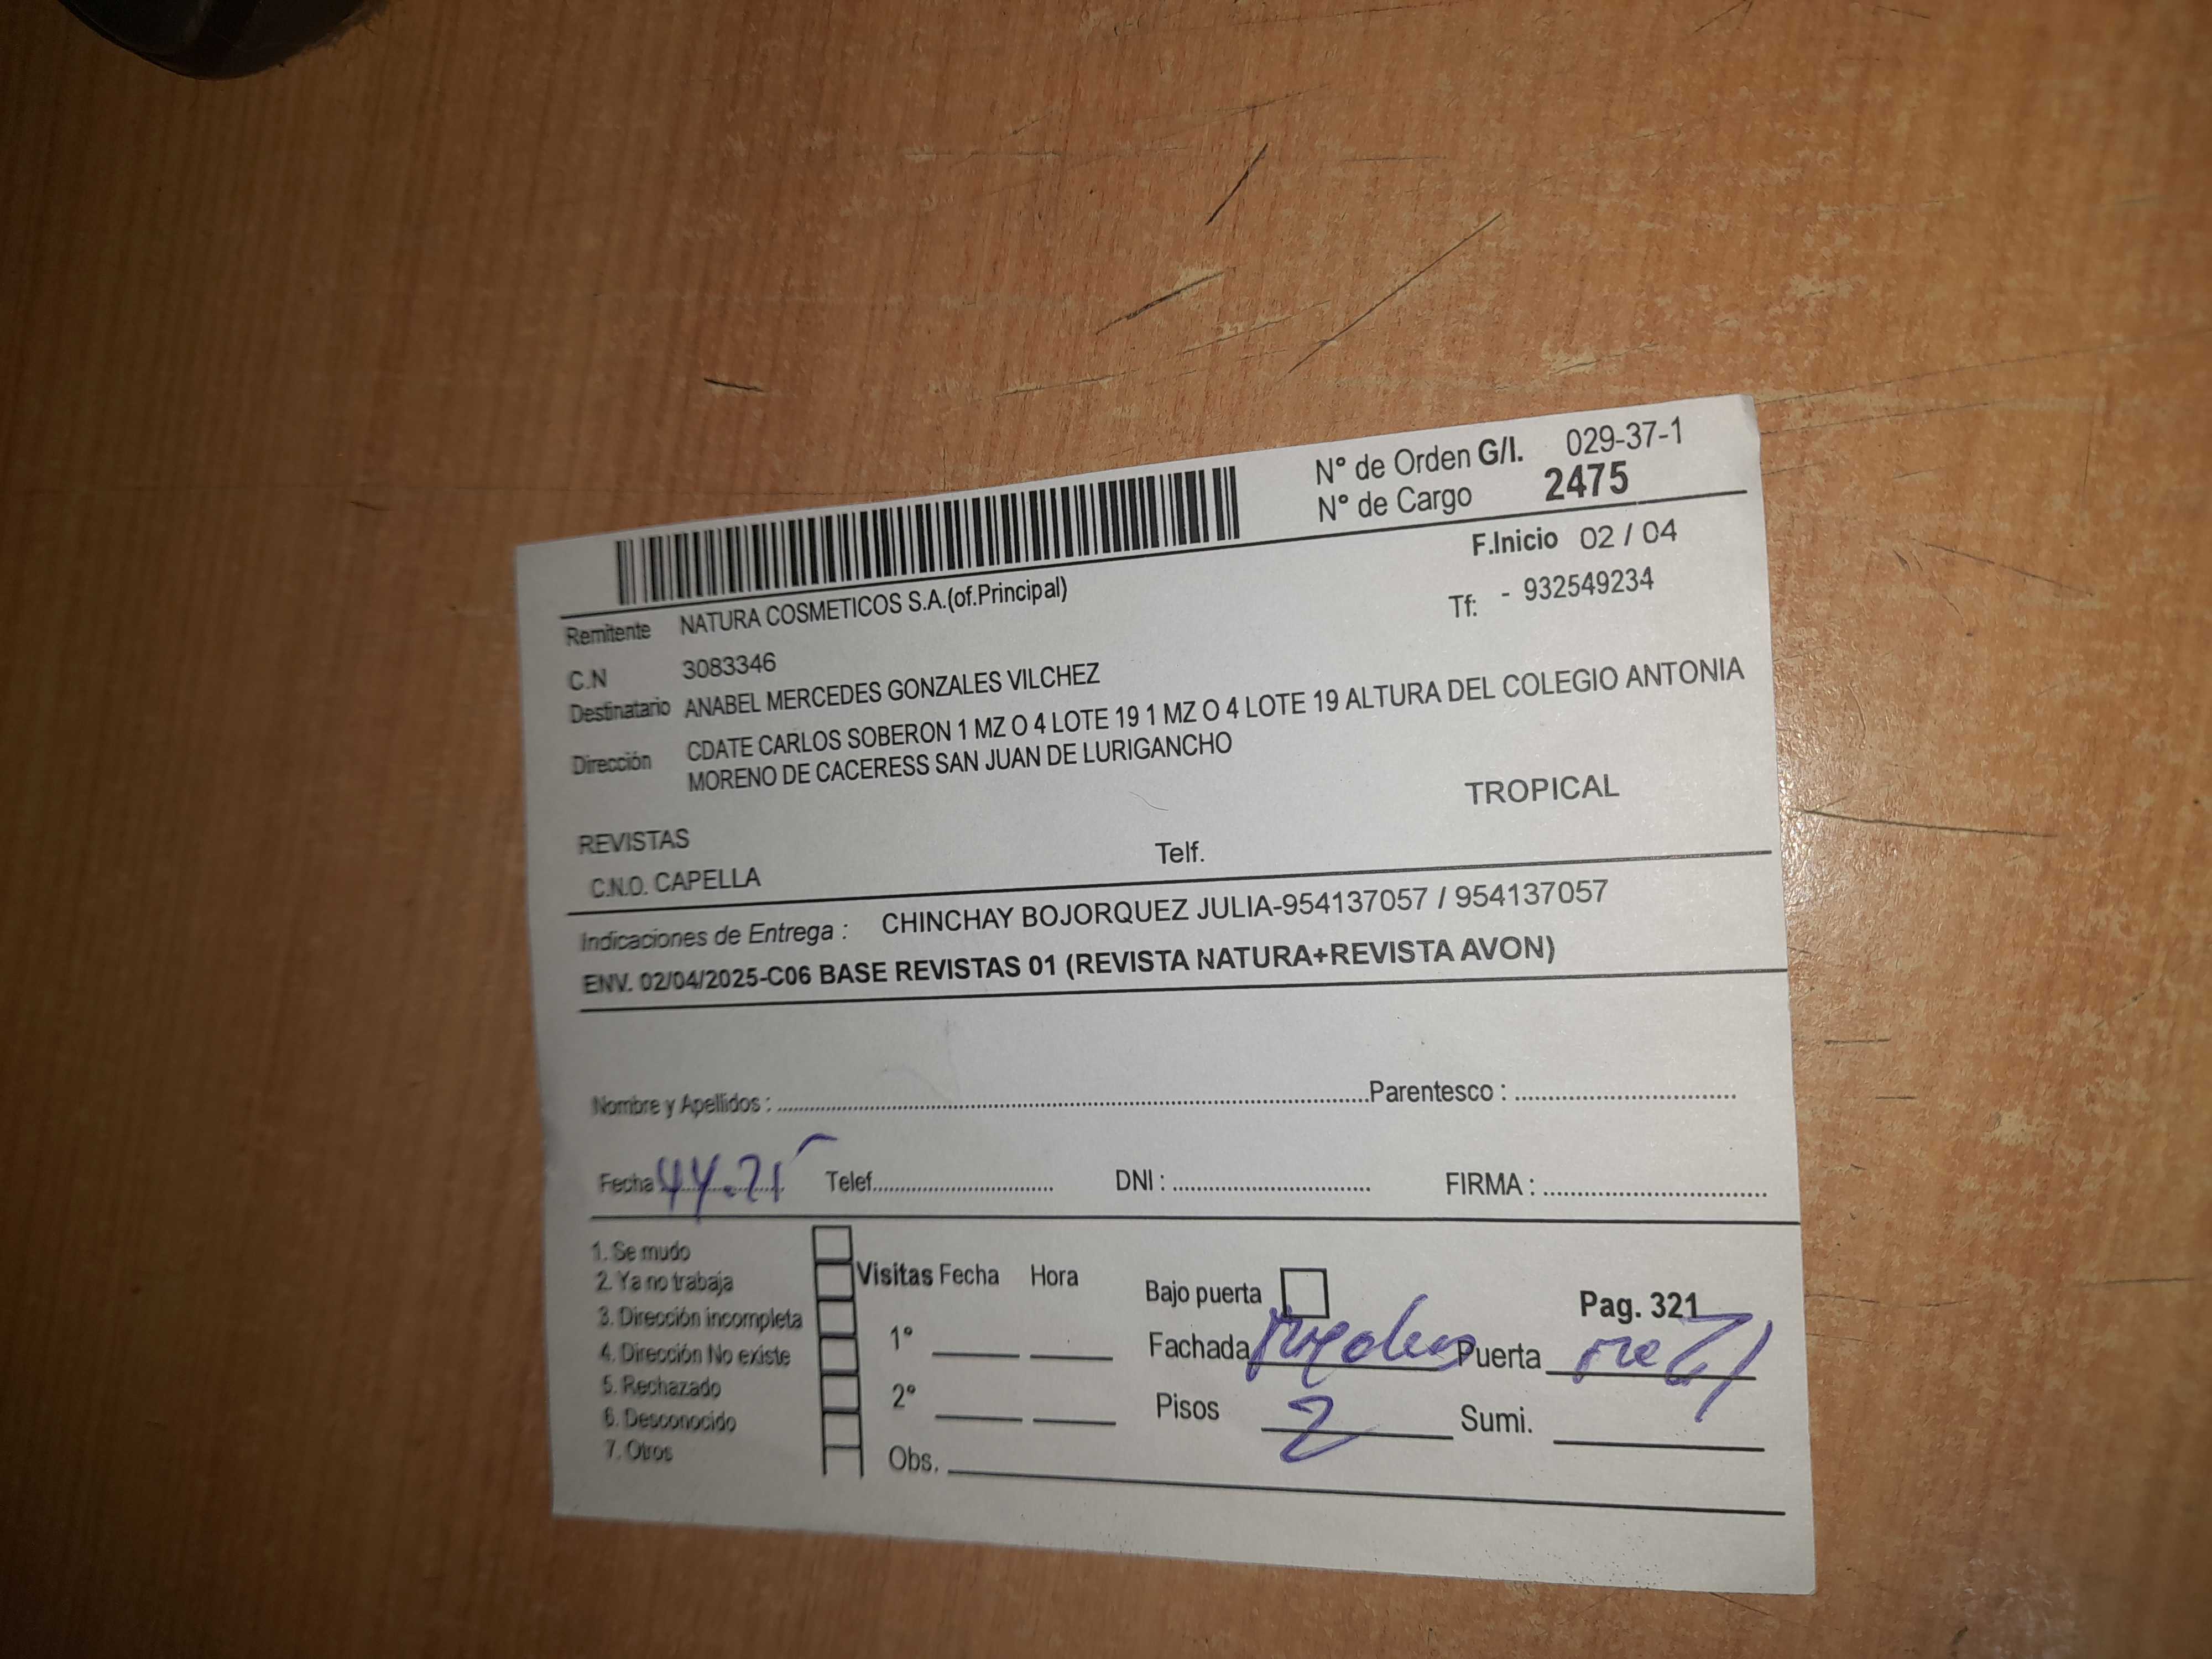 N° de Orden G/I. 029-37-1
N° de Cargo 2475
F.Inicio 02 / 04
Remitente NATURA COSMETICOS S.A.(of.Principal)
Tf: - 932549234
C.N 3083346
Destinatario ANABEL MERCEDES GONZALES VILCHEZ
Dirección CDATE CARLOS SOBERON 1 MZ O 4 LOTE 19 1 MZ O 4 LOTE 19 ALTURA DEL COLEGIO ANTONIA
MORENO DE CACERESS SAN JUAN DE LURIGANCHO
TROPICAL
REVISTAS
C.N.O. CAPELLA Telf.
Indicaciones de Entrega : CHINCHAY BOJORQUEZ JULIA-954137057 / 954137057
ENV. 02/04/2025-C06 BASE REVISTAS 01 (REVISTA NATURA+REVISTA AVON)
Nombre y Apellidos : Parentesco :
Fecha Telef. DNI : FIRMA :
1. Se mudo
2. Ya no trabaja
3. Dirección incompleta
4. Dirección No existe
5. Rechazado
6. Desconocido
7. Otros
Visitas Fecha Hora
1°
2°
Obs.
Bajo puerta Pag. 321
Fachada Puerta
Pisos 2 Sumi.